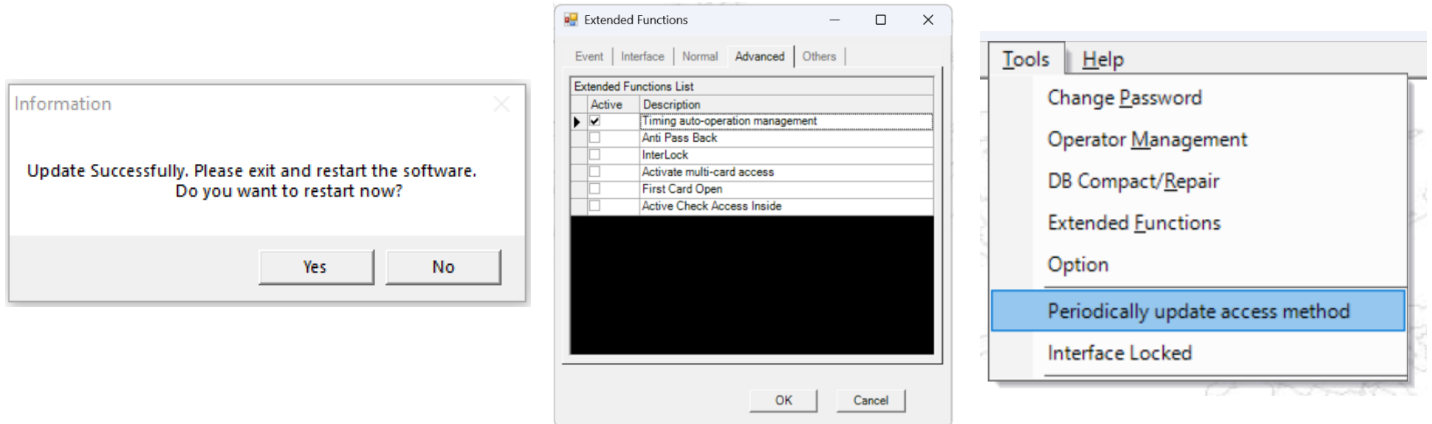 Information
Update Successfully. Please exit and restart the software.
Do you want to restart now?
Yes No
Extended Functions
Event Interface Normal Advanced Others
Extended Functions List
Active Description
Timing auto-operation management
Anti Pass Back
InterLock
Activate multi-card access
First Card Open
Active Check Access Inside
OK Cancel
Tools Help
Change Password
Operator Management
DB Compact/Repair
Extended Functions
Option
Periodically update access method
Interface Locked